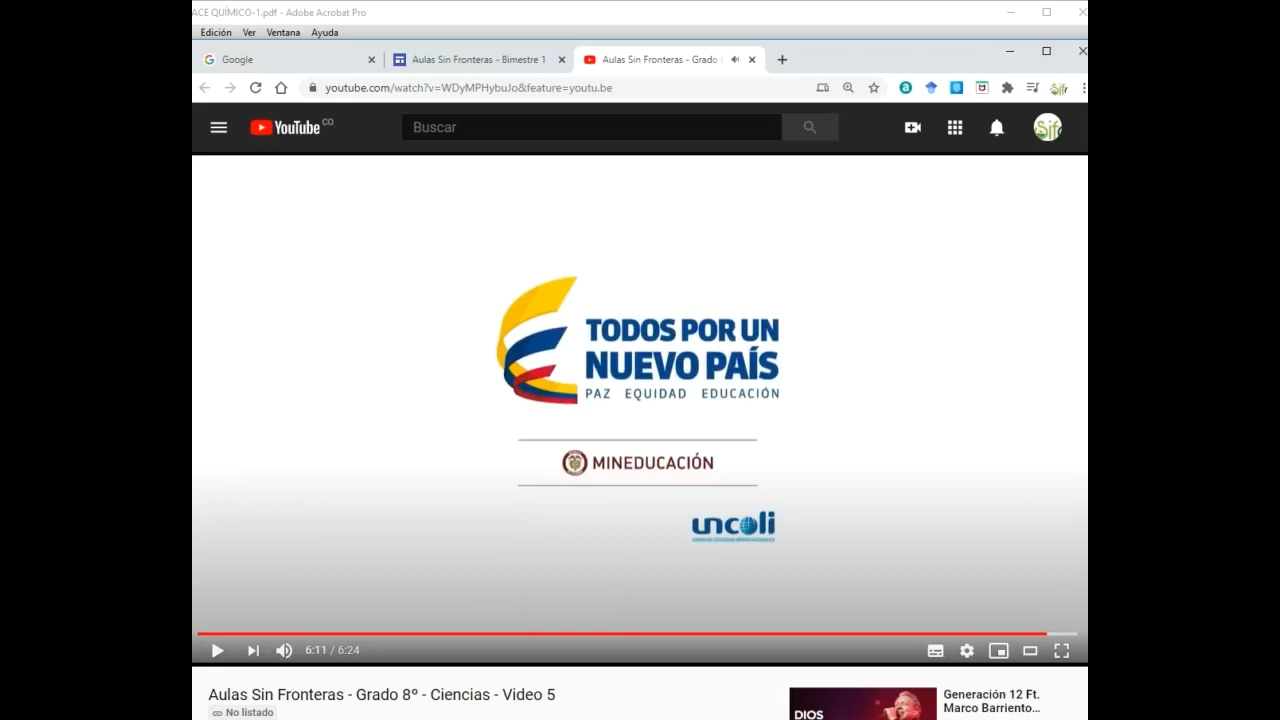 ACE QUÍMICO-1.pdf - Adobe Acrobat Pro
Edición Ver Ventana Ayuda
Google
Aulas Sin Fronteras - Bimestre 1
Aulas Sin Fronteras - Grado
youtube.com/watch?v=WDyMPHybuJo&feature=youtu.be
YouTube CO
Buscar
TODOS POR UN
NUEVO PAÍS
PAZ EQUIDAD EDUCACIÓN
MINEDUCACIÓN
uncoli
6:11 / 6:24
Aulas Sin Fronteras - Grado 8º - Ciencias - Video 5
No listado
DIOS
Generación 12 Ft.
Marco Barriento...